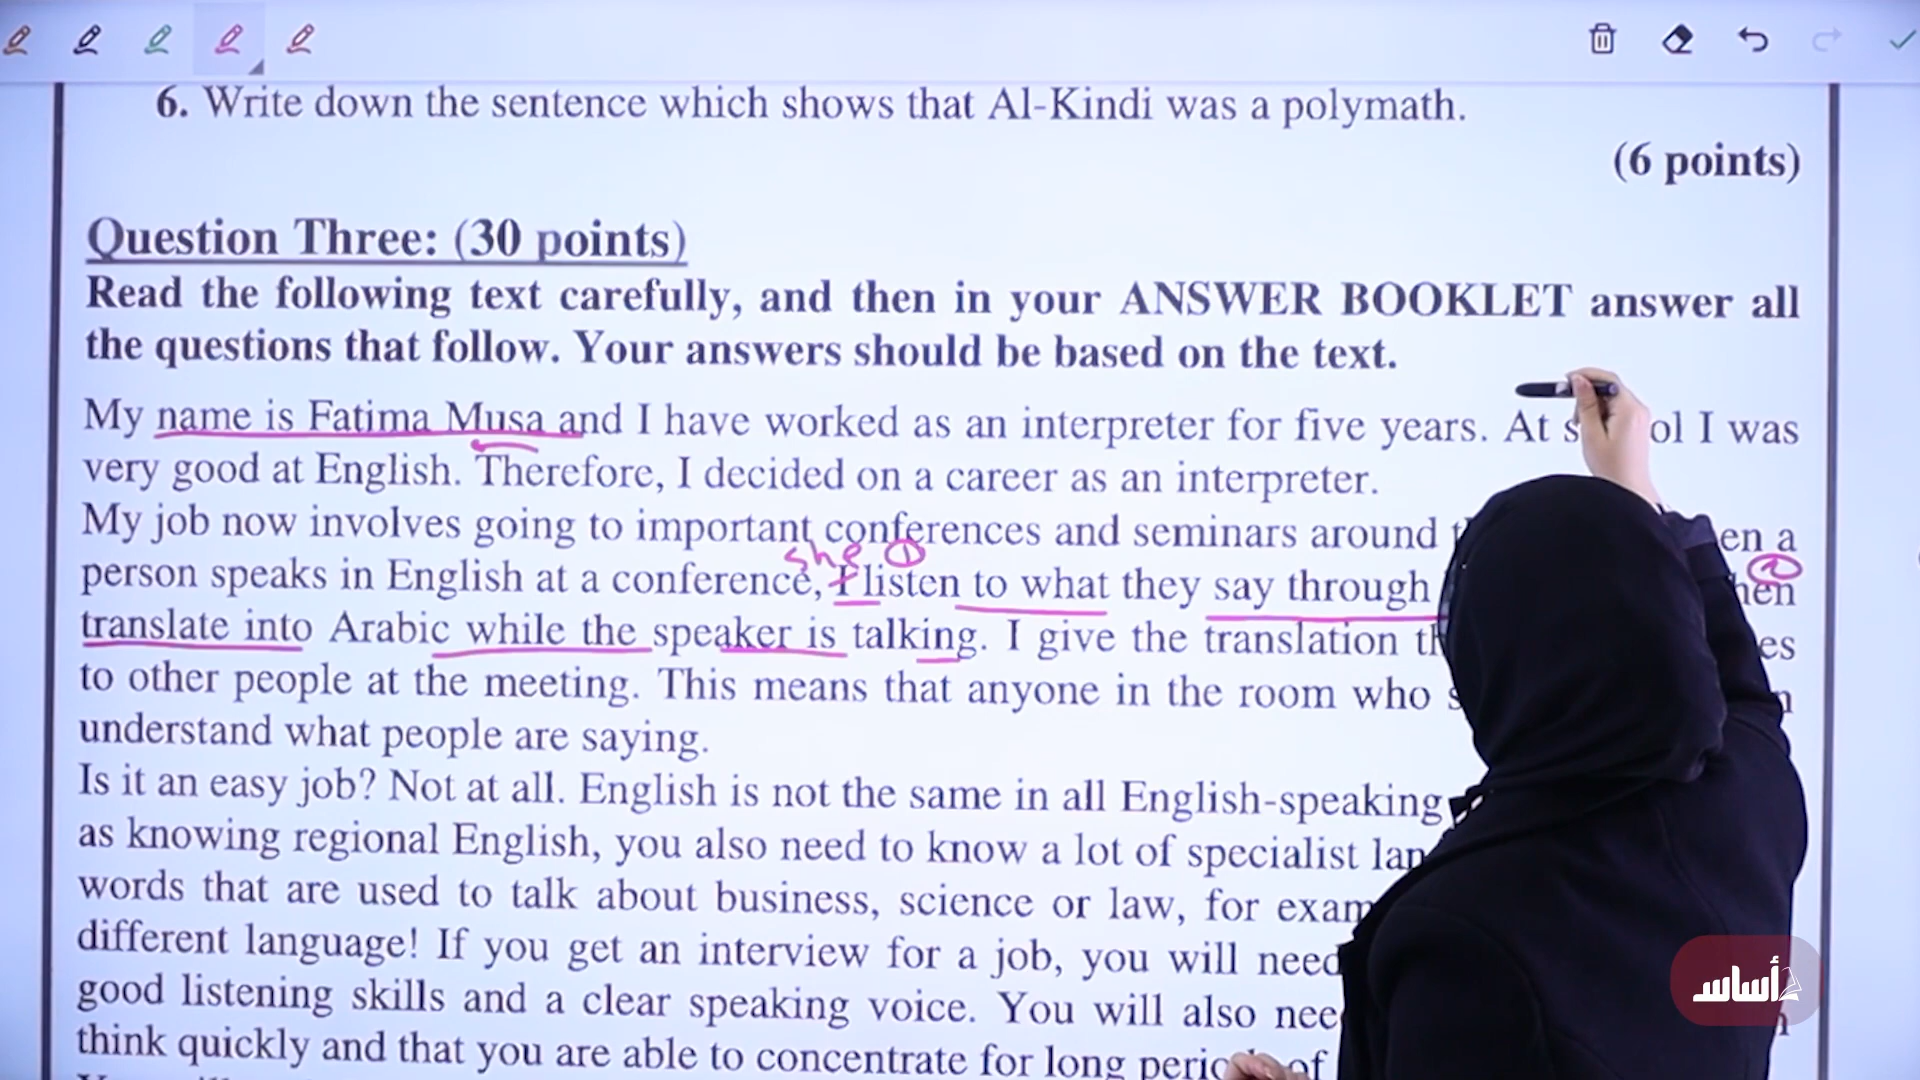 6. Write down the sentence which shows that Al-Kindi was a polymath.
(6 points)
Question Three: (30 points)
Read the following text carefully, and then in your ANSWER BOOKLET answer all
the questions that follow. Your answers should be based on the text.
My name is Fatima Musa and I have worked as an interpreter for five years. At I was
very good at English. Therefore, I decided on a career as an interpreter.
My job now involves going to important conferences and seminars around a
she 1 2
person speaks in English at a conference, I listen to what they say through
translate into Arabic while the speaker is talking. I give the translation
to other people at the meeting. This means that anyone in the room who
understand what people are saying.
Is it an easy job? Not at all. English is not the same in all English-speaking
as knowing regional English, you also need to know a lot of specialist
words that are used to talk about business, science or law, for
different language! If you get an interview for a job, you will need
good listening skills and a clear speaking voice. You will also
think quickly and that you are able to concentrate for long of
أساس